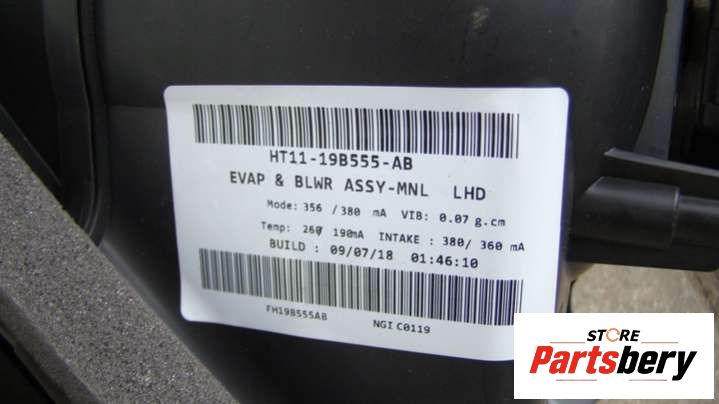 HT11-19B555-AB
EVAP & BLWR ASSY-MNL LHD
Mode: 356 /380 mA VIB: 0.07 g.cm
Temp: 260/ 190mA INTAKE : 380/ 360 mA
BUILD : 09/07/18 01:46:10
FH19B555AB NGI C0119
STORE
Partsbery